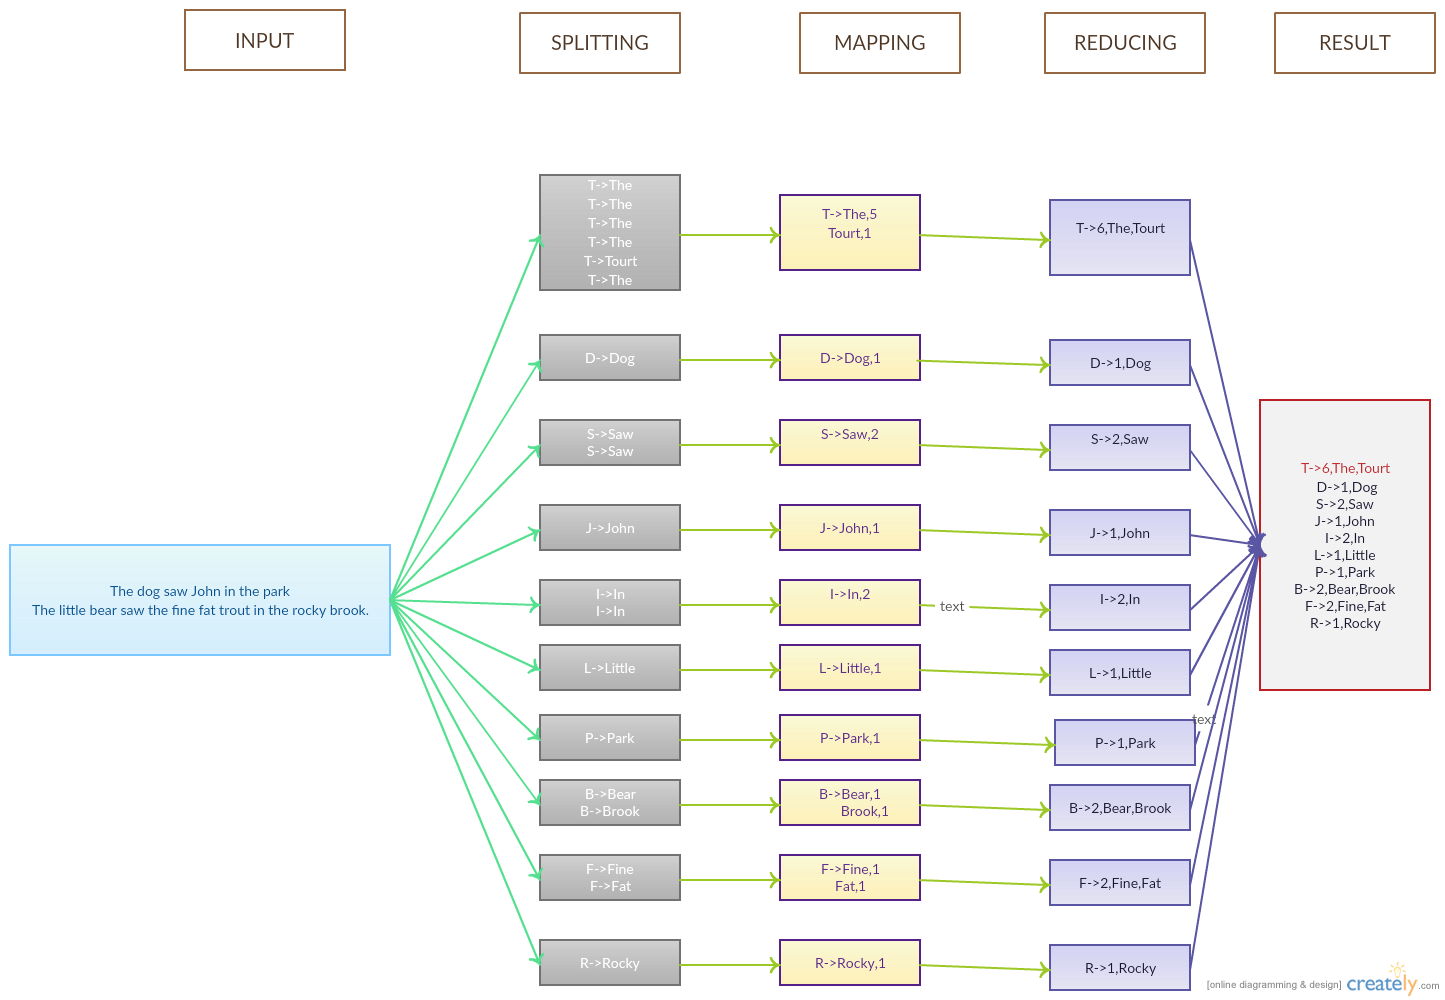 INPUT
SPLITTING
MAPPING
REDUCING
RESULT
The dog saw John in the park
The little bear saw the fine fat trout in the rocky brook.
T->The
T->The
T->The
T->The
T->Tourt
T->The
D->Dog
S->Saw
S->Saw
J->John
I->In
I->In
L->Little
P->Park
B->Bear
B->Brook
F->Fine
F->Fat
R->Rocky
T->The,5
Tourt,1
D->Dog,1
S->Saw,2
J->John,1
I->In,2
L->Little,1
P->Park,1
B->Bear,1
Brook,1
F->Fine,1
Fat,1
R->Rocky,1
text
T->6,The,Tourt
D->1,Dog
S->2,Saw
J->1,John
I->2,In
L->1,Little
P->1,Park
B->2,Bear,Brook
F->2,Fine,Fat
R->1,Rocky
text
T->6,The,Tourt
D->1,Dog
S->2,Saw
J->1,John
I->2,In
L->1,Little
P->1,Park
B->2,Bear,Brook
F->2,Fine,Fat
R->1,Rocky
[online diagramming & design] creately.com